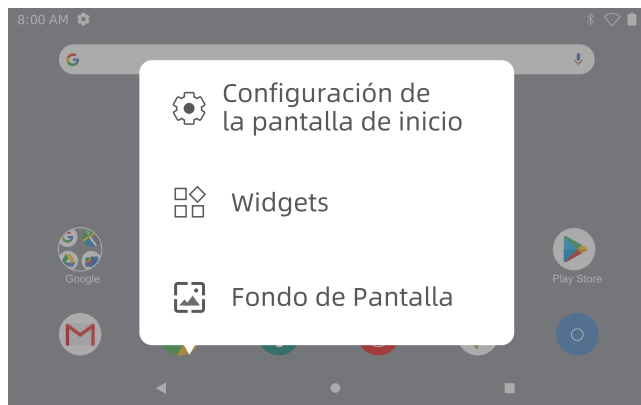 8:00 AM
Configuración de
la pantalla de inicio
Widgets
Fondo de Pantalla
Google
Play Store